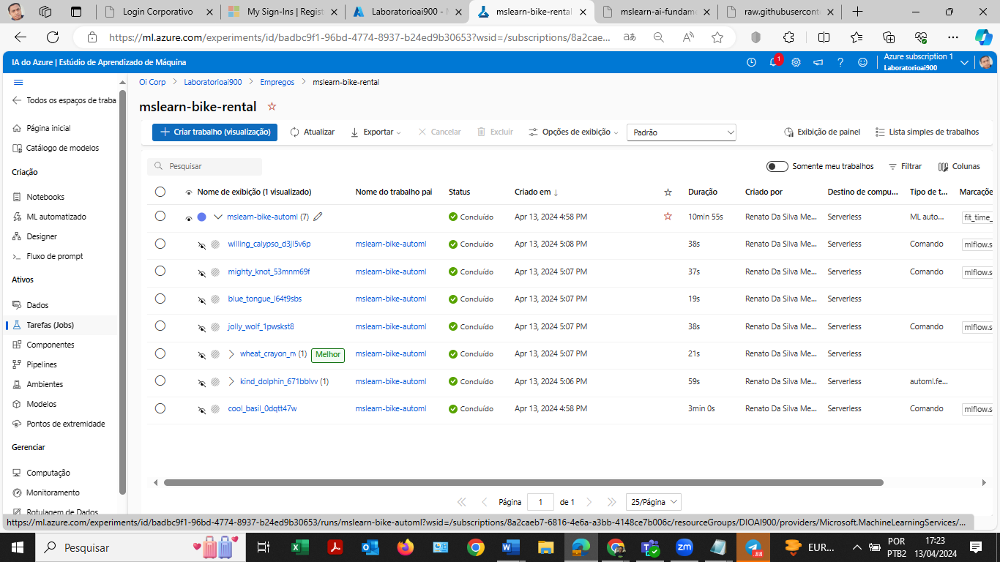 Login Corporativo
My Sign-Ins | Regist
Laboratorioai900 - M
mslearn-bike-rental
mslearn-ai-fundame
raw.githubusercont
https://ml.azure.com/experiments/id/badbc9f1-96bd-4774-8937-b24ed9b30653?wsid=/subscriptions/8a2cae...
IA do Azure | Estúdio de Aprendizado de Máquina
1
Azure subscription 1
Laboratorioai900
Todos os espaços de traba
Página inicial
Catálogo de modelos
Criação
Notebooks
ML automatizado
Designer
Fluxo de prompt
Ativos
Dados
Tarefas (Jobs)
Componentes
Pipelines
Ambientes
Modelos
Pontos de extremidade
Gerenciar
Computação
Monitoramento
Rotulagem de Dados
Oi Corp > Laboratorioai900 > Empregos > mslearn-bike-rental
mslearn-bike-rental
Criar trabalho (visualização) Atualizar Exportar Cancelar Excluir Opções de exibição Padrão Exibição de painel Lista simples de trabalhos
Pesquisar Somente meu trabalhos Filtrar Colunas
Nome de exibição (1 visualizado) Nome do trabalho pai Status Criado em ↓ Duração Criado por Destino de compu... Tipo de t... Marcaçõe
mslearn-bike-automl (7) Concluído Apr 13, 2024 4:58 PM 10min 55s Renato Da Silva Me... Serverless ML auto... fit_time_
willing_calypso_d3jl5v6p mslearn-bike-automl Concluído Apr 13, 2024 5:08 PM 38s Renato Da Silva Me... Serverless Comando mlflow.s
mighty_knot_53mnm69f mslearn-bike-automl Concluído Apr 13, 2024 5:07 PM 37s Renato Da Silva Me... Serverless Comando mlflow.s
blue_tongue_l64t9sbs mslearn-bike-automl Concluído Apr 13, 2024 5:07 PM 19s Renato Da Silva Me... Serverless
jolly_wolf_1pwskst8 mslearn-bike-automl Concluído Apr 13, 2024 5:07 PM 38s Renato Da Silva Me... Serverless Comando mlflow.s
wheat_crayon_n (1) Melhor mslearn-bike-automl Concluído Apr 13, 2024 5:07 PM 21s Renato Da Silva Me... Serverless
kind_dolphin_671bblvv (1) mslearn-bike-automl Concluído Apr 13, 2024 5:06 PM 59s Renato Da Silva Me... Serverless automl.fe...
cool_basil_0dqtt47w mslearn-bike-automl Concluído Apr 13, 2024 4:58 PM 3min 0s Renato Da Silva Me... Serverless Comando mlflow.s
Página 1 de 1 25/Página
https://ml.azure.com/experiments/id/badbc9f1-96bd-4774-8937-b24ed9b30653/runs/mslearn-bike-automl?wsid=/subscriptions/8a2caeb7-6816-4e6a-a3bb-4148ce7b006c/resourceGroups/DIOAI900/providers/Microsoft.MachineLearningServices/...
Pesquisar
.88
EUR...
POR
PTB2
17:23
13/04/2024